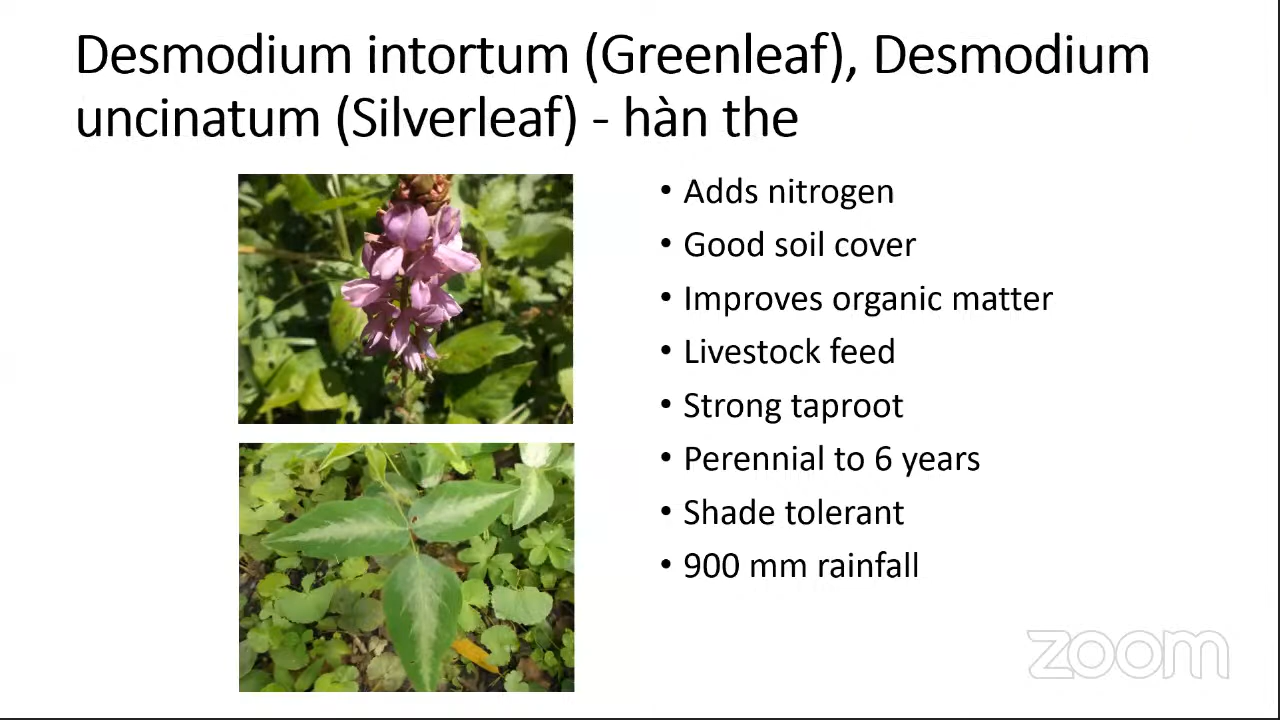 Desmodium intortum (Greenleaf), Desmodium
uncinatum (Silverleaf) - hàn the
• Adds nitrogen
• Good soil cover
• Improves organic matter
• Livestock feed
• Strong taproot
• Perennial to 6 years
• Shade tolerant
• 900 mm rainfall
zoom